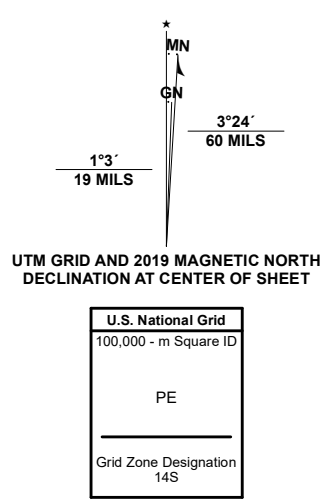 ★
MN
GN
3°24´
60 MILS
1°3´
19 MILS
UTM GRID AND 2019 MAGNETIC NORTH
DECLINATION AT CENTER OF SHEET
U.S. National Grid
100,000 - m Square ID
PE
Grid Zone Designation
14S